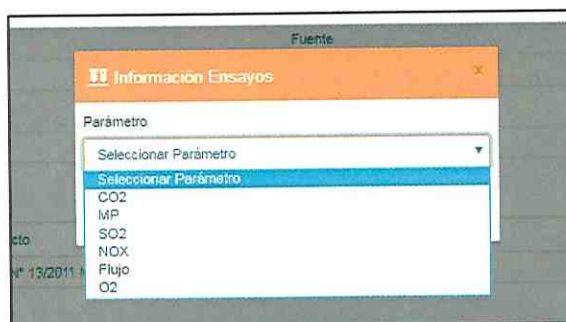 Fuente
Información Ensayos
x
Parámetro
Seleccionar Parámetro
Seleccionar Parámetro
CO2
MP
SO2
NOX
Flujo
O2
cto
N° 13/2011